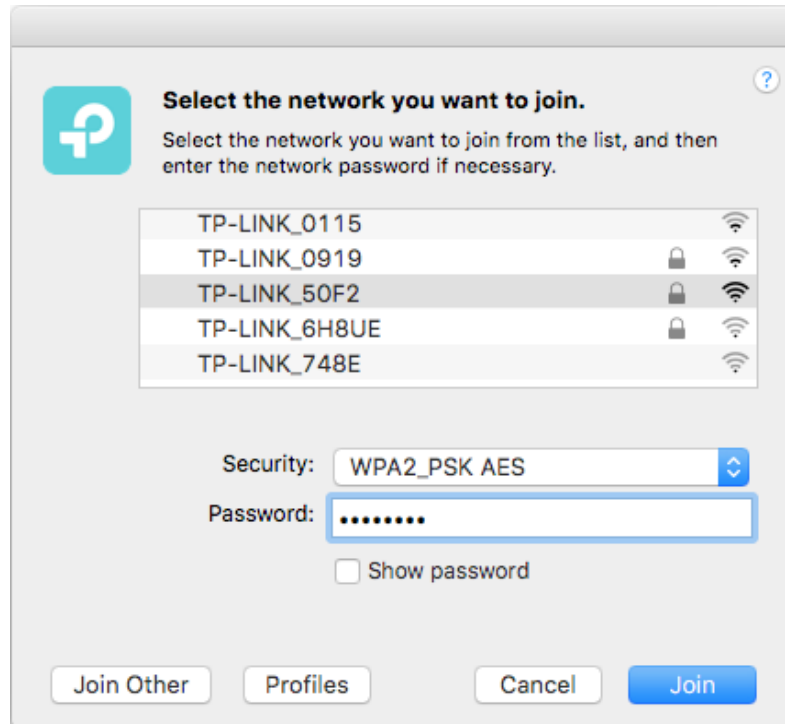 ?
Select the network you want to join.
Select the network you want to join from the list, and then
enter the network password if necessary.
TP-LINK_0115
TP-LINK_0919
TP-LINK_50F2
TP-LINK_6H8UE
TP-LINK_748E
Security: WPA2_PSK AES
Password: ••••••••
Show password
Join Other Profiles Cancel Join